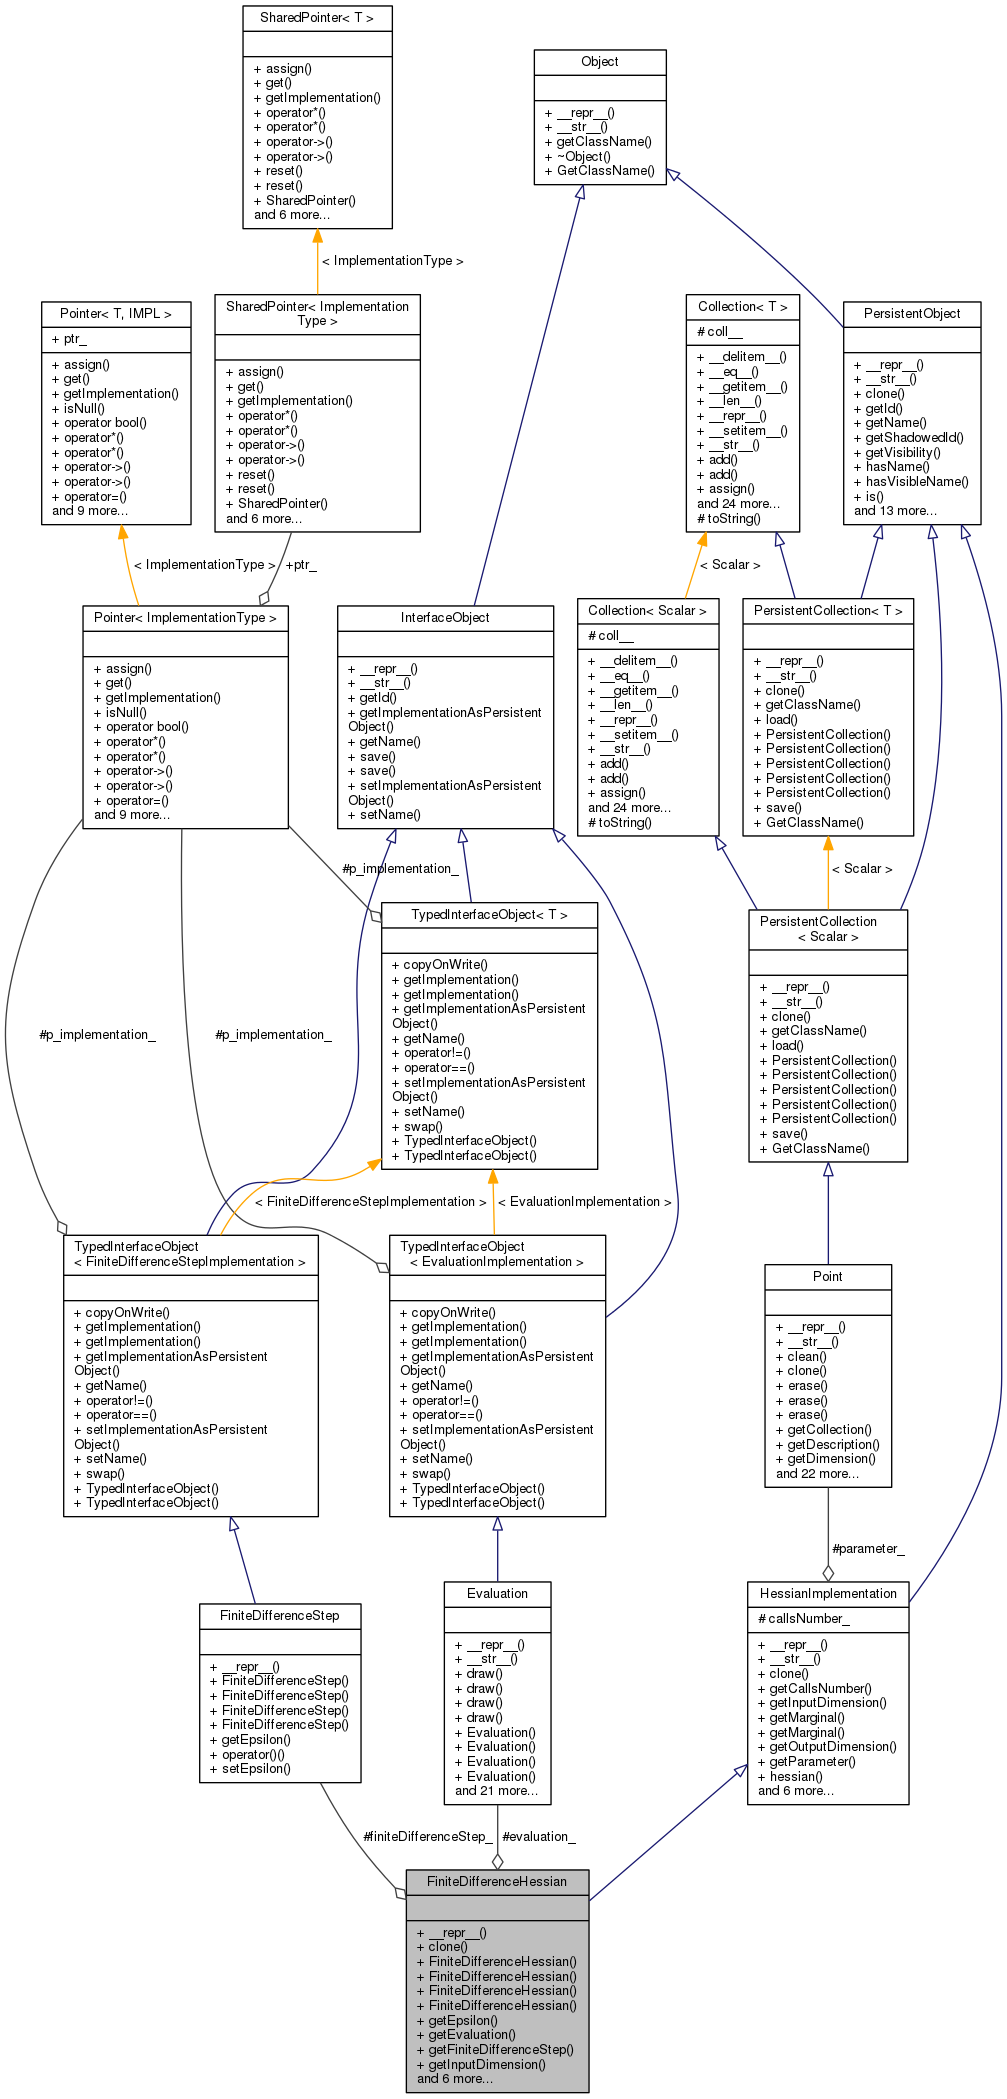 SharedPointer< T >
+ assign()
+ get()
+ getImplementation()
+ operator*()
+ operator*()
+ operator->()
+ operator->()
+ reset()
+ reset()
+ SharedPointer()
and 6 more...
Object
+ __repr__()
+ __str__()
+ getClassName()
+ ~Object()
+ GetClassName()
< ImplementationType >
Pointer< T, IMPL >
+ ptr_
+ assign()
+ get()
+ getImplementation()
+ isNull()
+ operator bool()
+ operator*()
+ operator*()
+ operator->()
+ operator->()
+ operator=()
and 9 more...
SharedPointer< Implementation
Type >
+ assign()
+ get()
+ getImplementation()
+ operator*()
+ operator*()
+ operator->()
+ operator->()
+ reset()
+ reset()
+ SharedPointer()
and 6 more...
Collection< T >
# coll__
+ __delitem__()
+ __eq__()
+ __getitem__()
+ __len__()
+ __repr__()
+ __setitem__()
+ __str__()
+ add()
+ add()
+ assign()
and 24 more...
# toString()
PersistentObject
+ __repr__()
+ __str__()
+ clone()
+ getId()
+ getName()
+ getShadowedId()
+ getVisibility()
+ hasName()
+ hasVisibleName()
+ is()
and 13 more...
< ImplementationType >
+ptr_
< Scalar >
Pointer< ImplementationType >
+ assign()
+ get()
+ getImplementation()
+ isNull()
+ operator bool()
+ operator*()
+ operator*()
+ operator->()
+ operator->()
+ operator=()
and 9 more...
InterfaceObject
+ __repr__()
+ __str__()
+ getId()
+ getImplementationAsPersistent
Object()
+ getName()
+ save()
+ save()
+ setImplementationAsPersistent
Object()
+ setName()
Collection< Scalar >
# coll__
+ __delitem__()
+ __eq__()
+ __getitem__()
+ __len__()
+ __repr__()
+ __setitem__()
+ __str__()
+ add()
+ add()
+ assign()
and 24 more...
# toString()
PersistentCollection< T >
+ __repr__()
+ __str__()
+ clone()
+ getClassName()
+ load()
+ PersistentCollection()
+ PersistentCollection()
+ PersistentCollection()
+ PersistentCollection()
+ PersistentCollection()
+ save()
+ GetClassName()
#p_implementation_
< Scalar >
TypedInterfaceObject< T >
+ copyOnWrite()
+ getImplementation()
+ getImplementation()
+ getImplementationAsPersistent
Object()
+ getName()
+ operator!=()
+ operator==()
+ setImplementationAsPersistent
Object()
+ setName()
+ swap()
+ TypedInterfaceObject()
+ TypedInterfaceObject()
PersistentCollection
< Scalar >
+ __repr__()
+ __str__()
+ clone()
+ getClassName()
+ load()
+ PersistentCollection()
+ PersistentCollection()
+ PersistentCollection()
+ PersistentCollection()
+ PersistentCollection()
+ save()
+ GetClassName()
#p_implementation_
#p_implementation_
< FiniteDifferenceStepImplementation >
< EvaluationImplementation >
TypedInterfaceObject
< FiniteDifferenceStepImplementation >
+ copyOnWrite()
+ getImplementation()
+ getImplementation()
+ getImplementationAsPersistent
Object()
+ getName()
+ operator!=()
+ operator==()
+ setImplementationAsPersistent
Object()
+ setName()
+ swap()
+ TypedInterfaceObject()
+ TypedInterfaceObject()
TypedInterfaceObject
< EvaluationImplementation >
+ copyOnWrite()
+ getImplementation()
+ getImplementation()
+ getImplementationAsPersistent
Object()
+ getName()
+ operator!=()
+ operator==()
+ setImplementationAsPersistent
Object()
+ setName()
+ swap()
+ TypedInterfaceObject()
+ TypedInterfaceObject()
Point
+ __repr__()
+ __str__()
+ clean()
+ clone()
+ erase()
+ erase()
+ erase()
+ getCollection()
+ getDescription()
+ getDimension()
and 22 more...
#parameter_
FiniteDifferenceStep
+ __repr__()
+ FiniteDifferenceStep()
+ FiniteDifferenceStep()
+ FiniteDifferenceStep()
+ FiniteDifferenceStep()
+ getEpsilon()
+ operator()()
+ setEpsilon()
Evaluation
+ __repr__()
+ __str__()
+ draw()
+ draw()
+ draw()
+ draw()
+ Evaluation()
+ Evaluation()
+ Evaluation()
+ Evaluation()
and 21 more...
HessianImplementation
# callsNumber_
+ __repr__()
+ __str__()
+ clone()
+ getCallsNumber()
+ getInputDimension()
+ getMarginal()
+ getMarginal()
+ getOutputDimension()
+ getParameter()
+ hessian()
and 6 more...
#finiteDifferenceStep_
#evaluation_
FiniteDifferenceHessian
+ __repr__()
+ clone()
+ FiniteDifferenceHessian()
+ FiniteDifferenceHessian()
+ FiniteDifferenceHessian()
+ FiniteDifferenceHessian()
+ getEpsilon()
+ getEvaluation()
+ getFiniteDifferenceStep()
+ getInputDimension()
and 6 more...